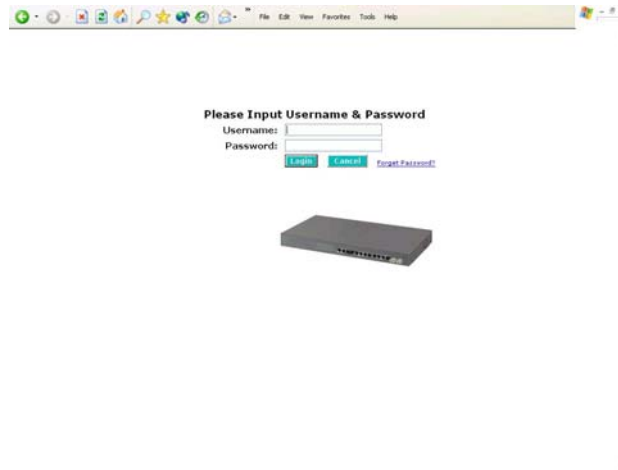 File Edit View Favorites Tools Help
Please Input Username & Password
Username:
Password:
Login Cancel Forget Password?